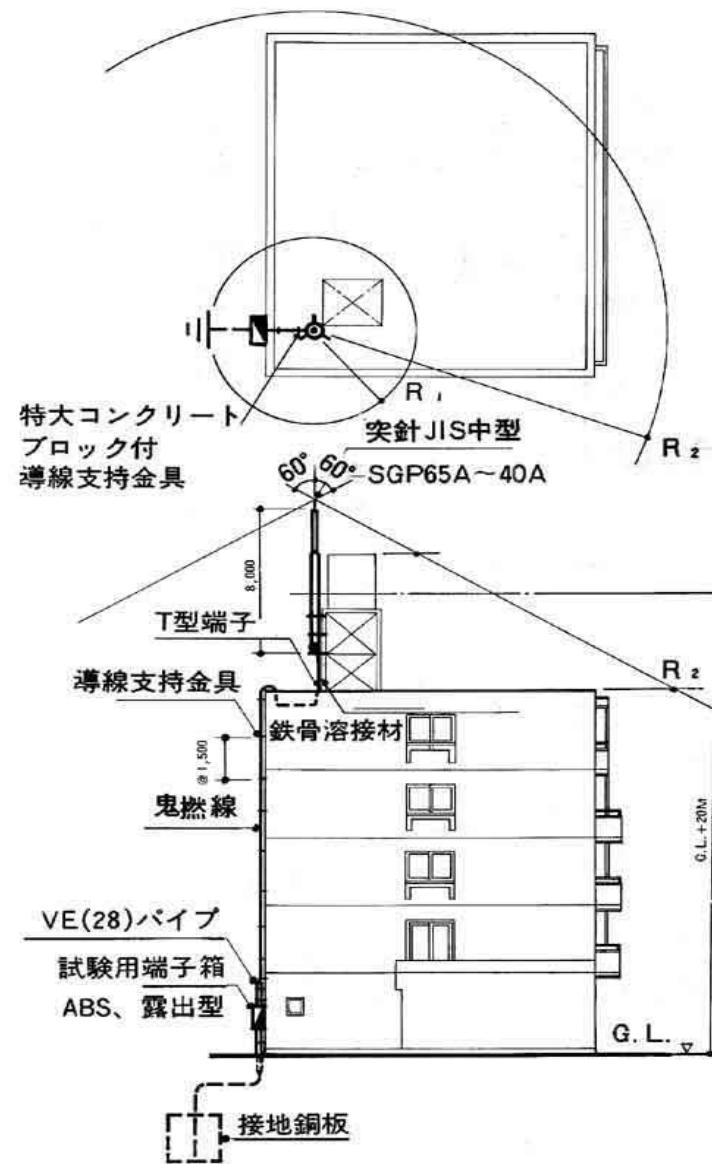 R₁
R₂
特大コンクリート
ブロック付
導線支持金具
突針JIS中型
60°
60°
SGP65A～40A
8,000
T型端子
R₂
導線支持金具
鉄骨溶接材
@1,500
鬼撚線
G.L.+20M
VE(28)パイプ
試験用端子箱
ABS、露出型
G.L.
接地銅板